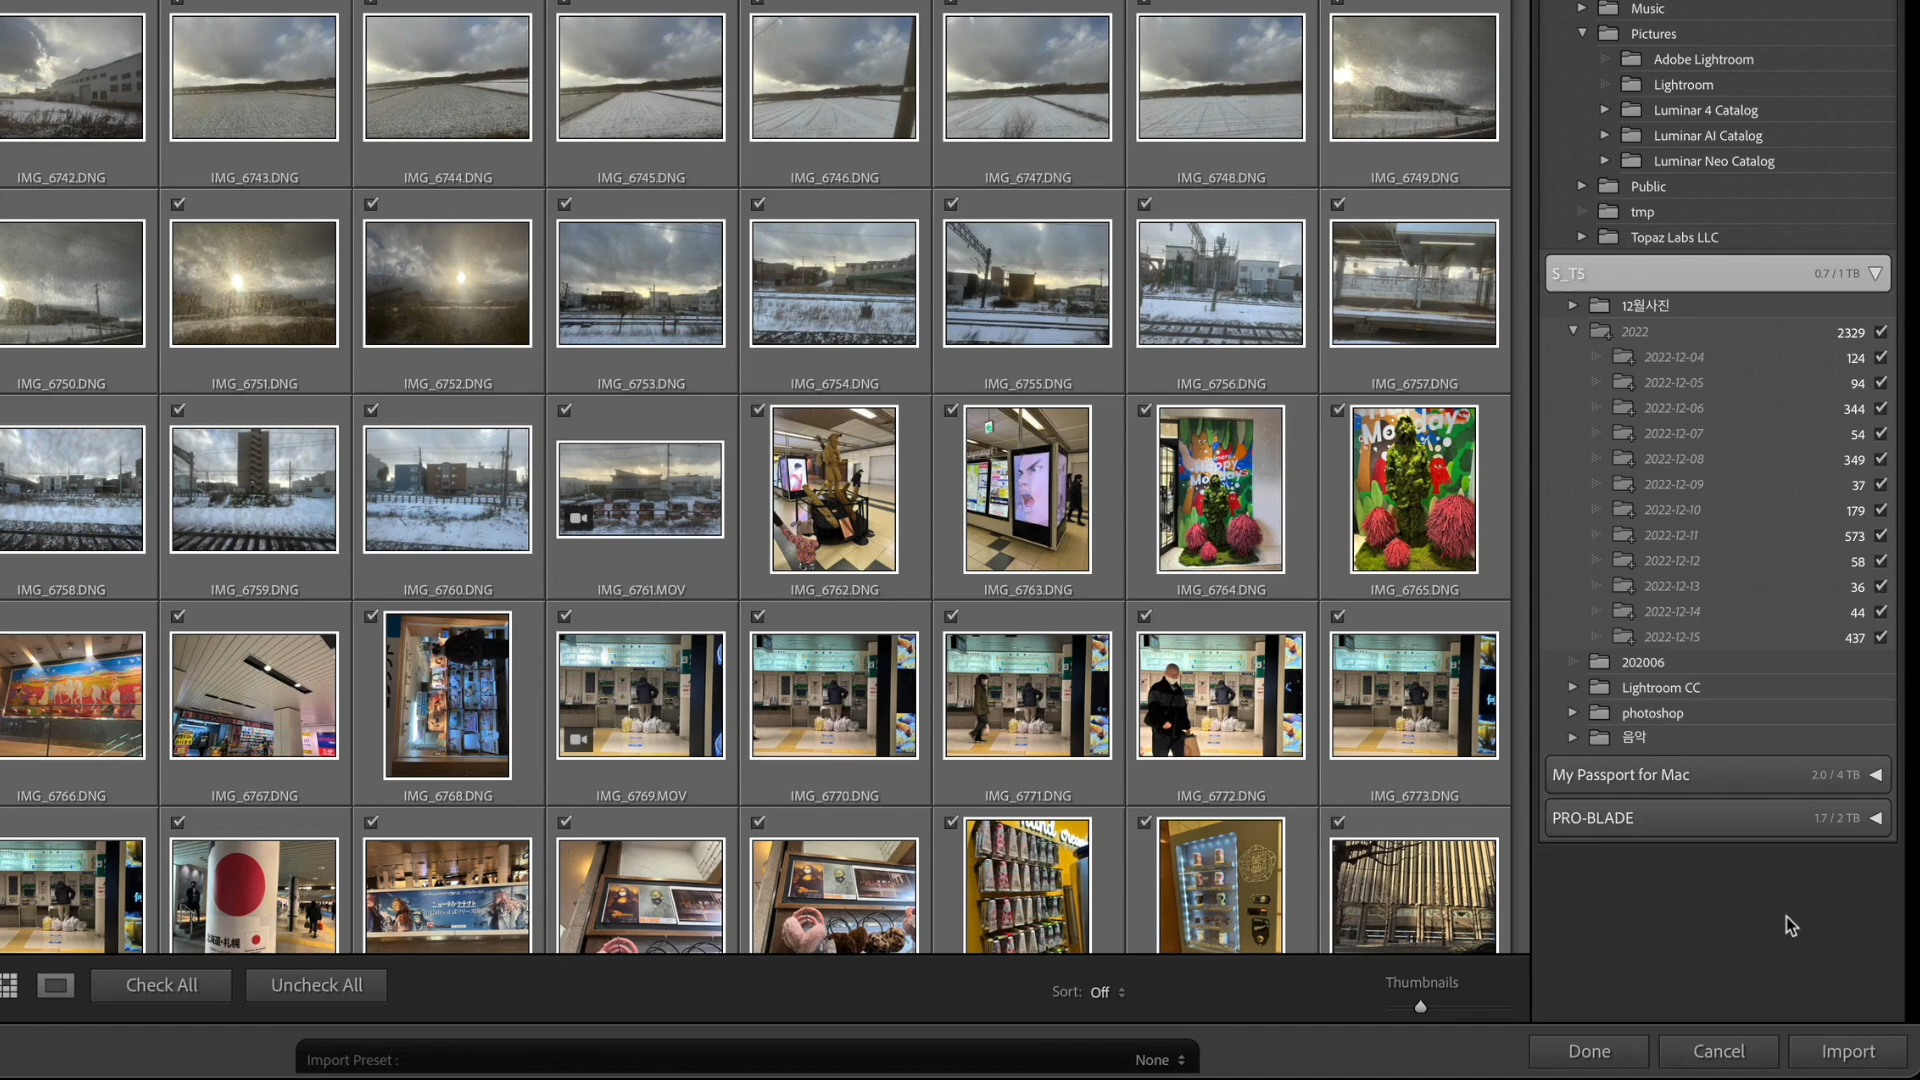 Music
Pictures
Adobe Lightroom
Lightroom
Luminar 4 Catalog
Luminar AI Catalog
Luminar Neo Catalog
Public
tmp
Topaz Labs LLC
S_TS 0.7 / 1 TB
12월사진
2022 2329
2022-12-04 124
2022-12-05 94
2022-12-06 344
2022-12-07 54
2022-12-08 349
2022-12-09 37
2022-12-10 179
2022-12-11 573
2022-12-12 58
2022-12-13 36
2022-12-14 44
2022-12-15 437
202006
Lightroom CC
photoshop
음악
My Passport for Mac 2.0 / 4 TB
PRO-BLADE 1.7 / 2 TB
IMG_6742.DNG IMG_6743.DNG IMG_6744.DNG IMG_6745.DNG IMG_6746.DNG IMG_6747.DNG IMG_6748.DNG IMG_6749.DNG
IMG_6750.DNG IMG_6751.DNG IMG_6752.DNG IMG_6753.DNG IMG_6754.DNG IMG_6755.DNG IMG_6756.DNG IMG_6757.DNG
Happy
Monday
Monday
IMG_6758.DNG IMG_6759.DNG IMG_6760.DNG IMG_6761.MOV IMG_6762.DNG IMG_6763.DNG IMG_6764.DNG IMG_6765.DNG
IMG_6766.DNG IMG_6767.DNG IMG_6768.DNG IMG_6769.MOV IMG_6770.DNG IMG_6771.DNG IMG_6772.DNG IMG_6773.DNG
北海道・札幌
Check All Uncheck All Sort: Off Thumbnails
Import Preset : None
Done Cancel Import